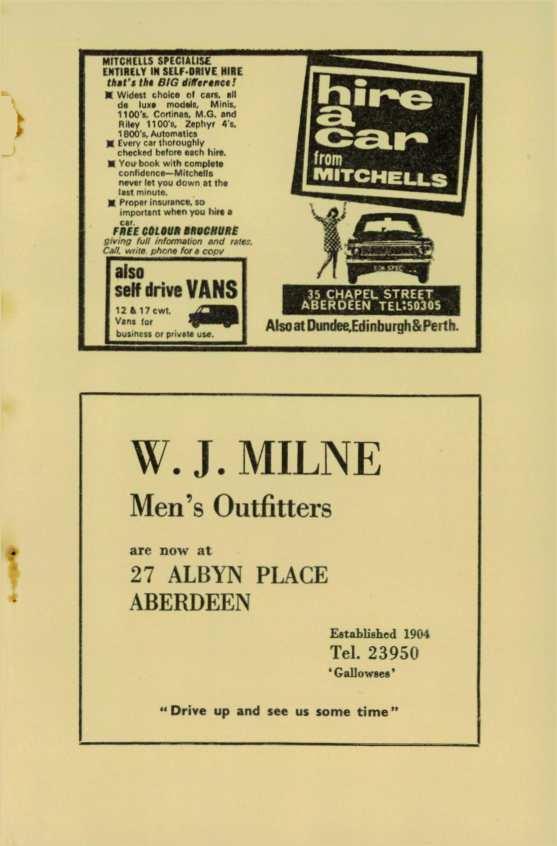 MITCHELLS SPECIALISE
ENTIRELY IN SELF-DRIVE HIRE
that's the BIG difference!
Widest choice of cars, all
de luxe models, Minis,
1100's, Cortinas, M.G. and
Riley 1100's, Zephyr 4's,
1800's, Automatics
Every car thoroughly
checked before each hire.
You book with complete
confidence—Mitchells
never let you down at the
last minute.
Proper insurance, so
important when you hire a
car.
FREE COLOUR BROCHURE
giving full information and rates.
Call, write, phone for a copy
also
self drive VANS
12 & 17 cwt.
Vans for
business or private use.
hire
a
car
from
MITCHELLS
35 CHAPEL STREET
ABERDEEN TEL:50305
Also at Dundee, Edinburgh & Perth.
W. J. MILNE
Men's Outfitters
are now at
27 ALBYN PLACE
ABERDEEN
Established 1904
Tel. 23950
'Gallowses'
"Drive up and see us some time"